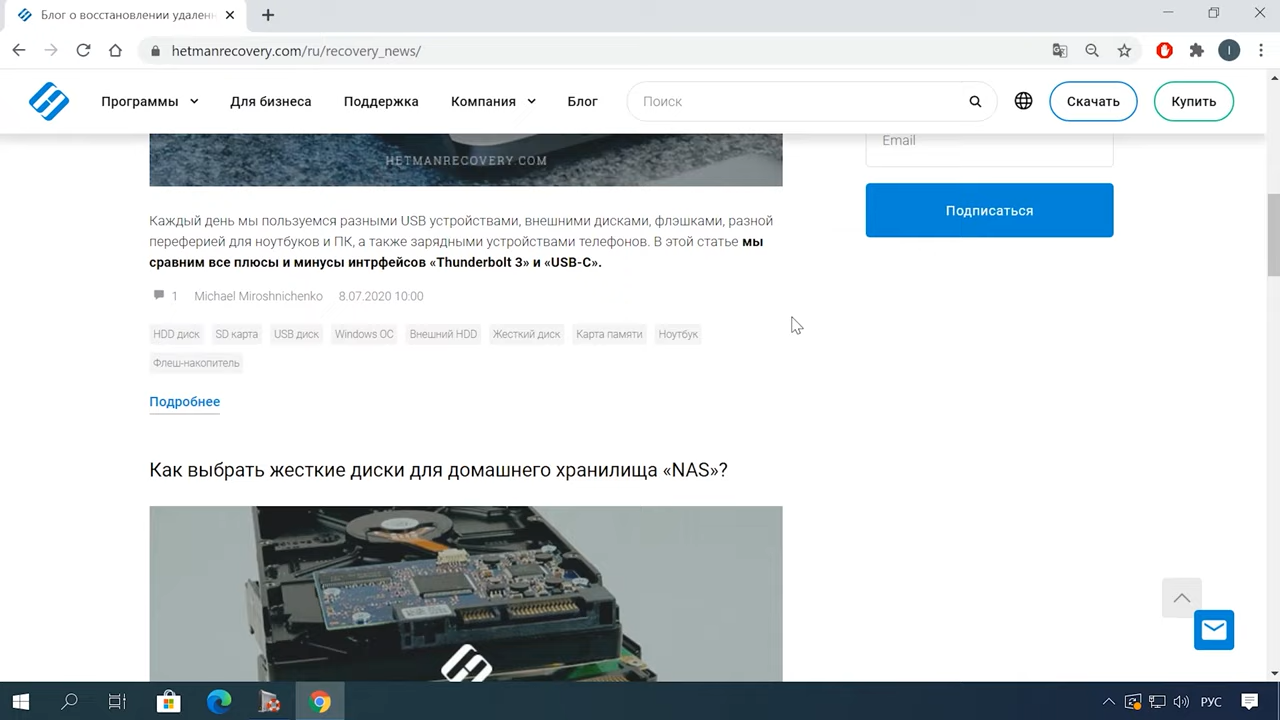 Блог о восстановлении удален
hetmanrecovery.com/ru/recovery_news/
I
Программы
Для бизнеса
Поддержка
Компания
Блог
Поиск
Скачать
Купить
HETMANRECOVERY COM
Email
Подписаться
Каждый день мы пользуемся разными USB устройствами, внешними дисками, флэшками, разной
переферией для ноутбуков и ПК, а также зарядными устройствами телефонов. В этой статье мы
сравним все плюсы и минусы интрфейсов «Thunderbolt 3» и «USB-C».
1 Michael Miroshnichenko 8.07.2020 10:00
HDD диск SD карта USB диск Windows ОС Внешний HDD Жесткий диск Карта памяти Ноутбук
Флеш-накопитель
Подробнее
Как выбрать жесткие диски для домашнего хранилища «NAS»?
РУС